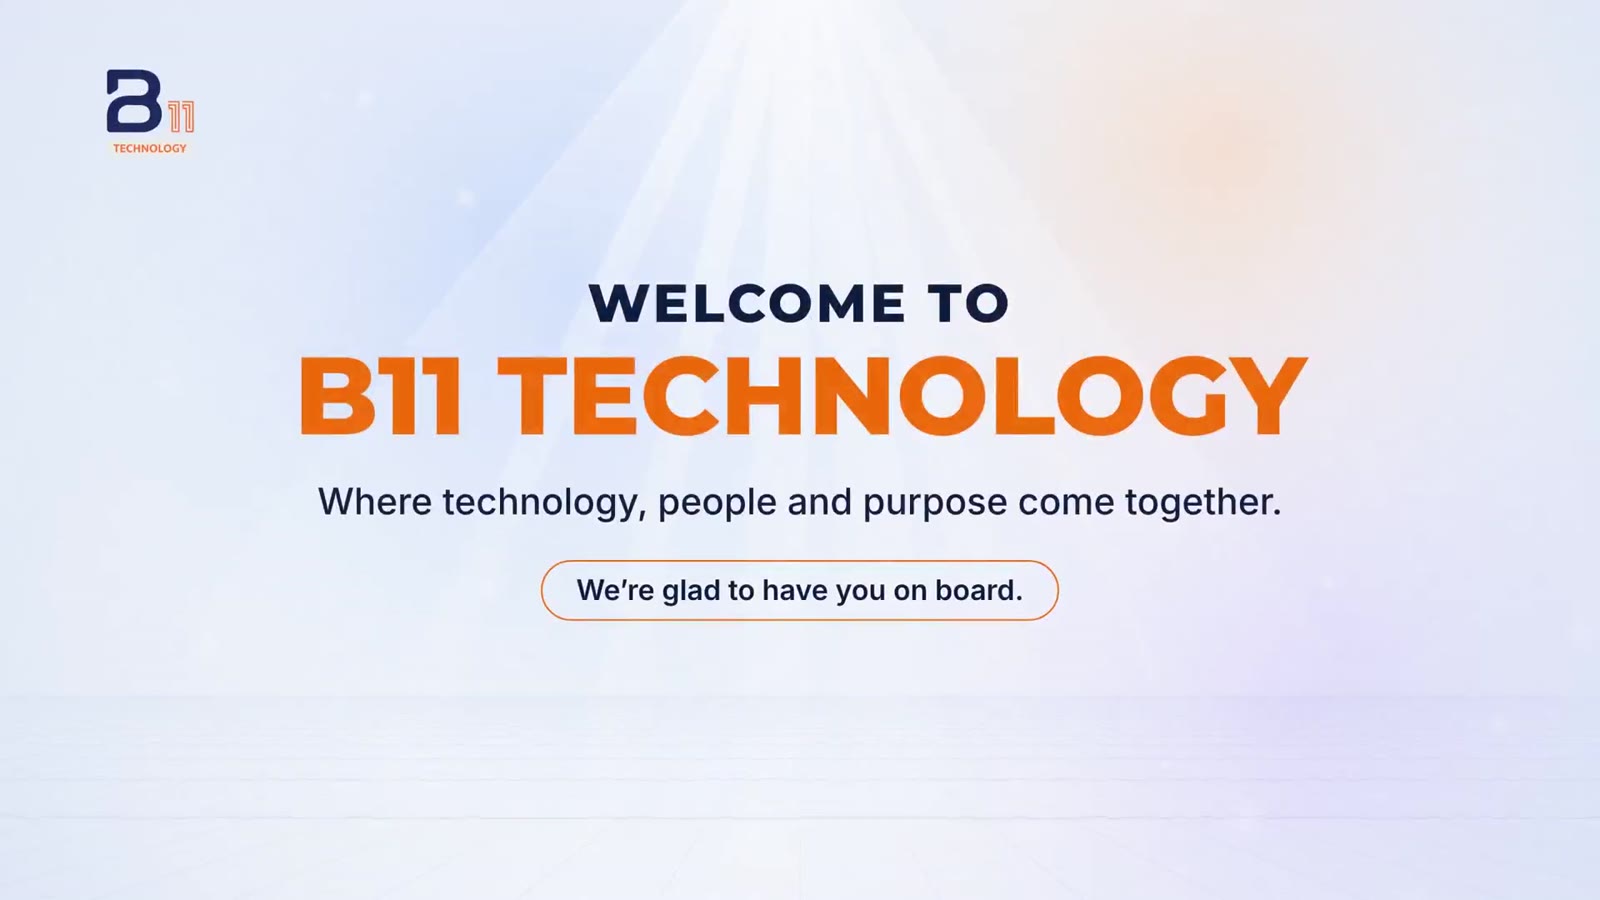 B11
TECHNOLOGY
WELCOME TO
B11 TECHNOLOGY
Where technology, people and purpose come together.
We’re glad to have you on board.